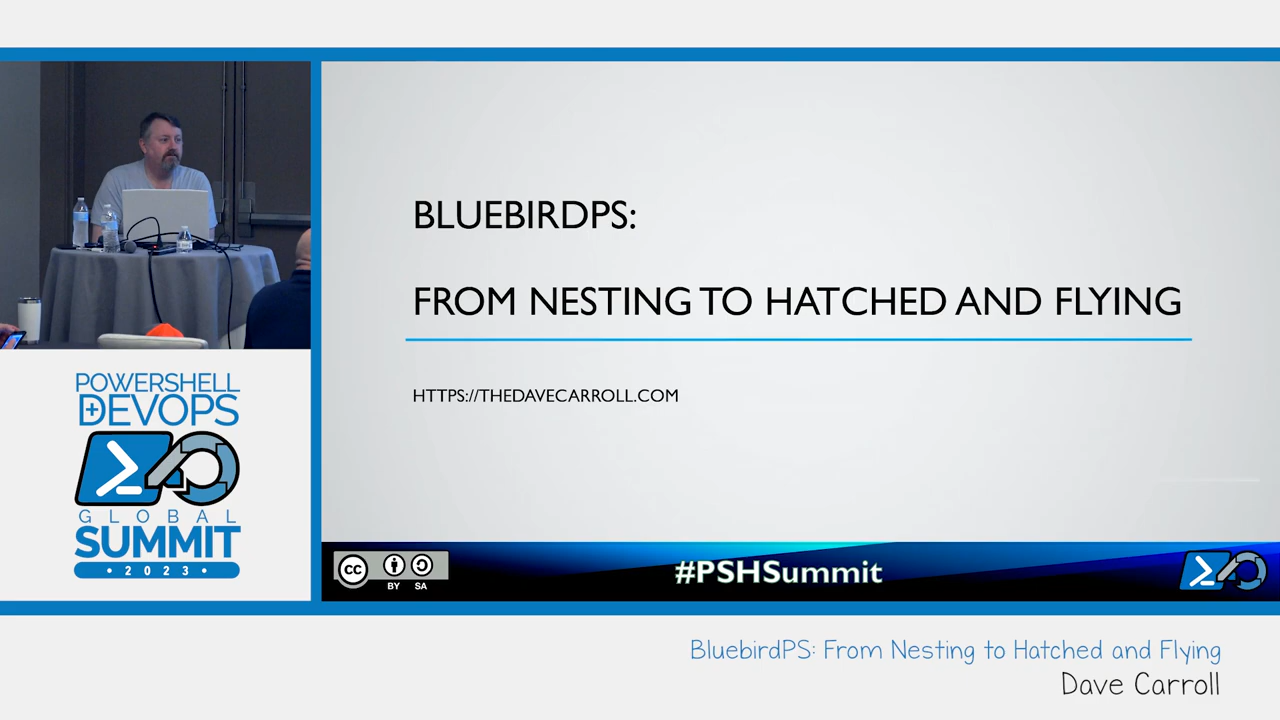 BLUEBIRDPS:
FROM NESTING TO HATCHED AND FLYING
HTTPS://THEDAVECARROLL.COM
POWERSHELL
+DEVOPS
GLOBAL
SUMMIT
• 2023 •
cc
BY SA
#PSHSummit
BluebirdPS: From Nesting to Hatched and Flying
Dave Carroll